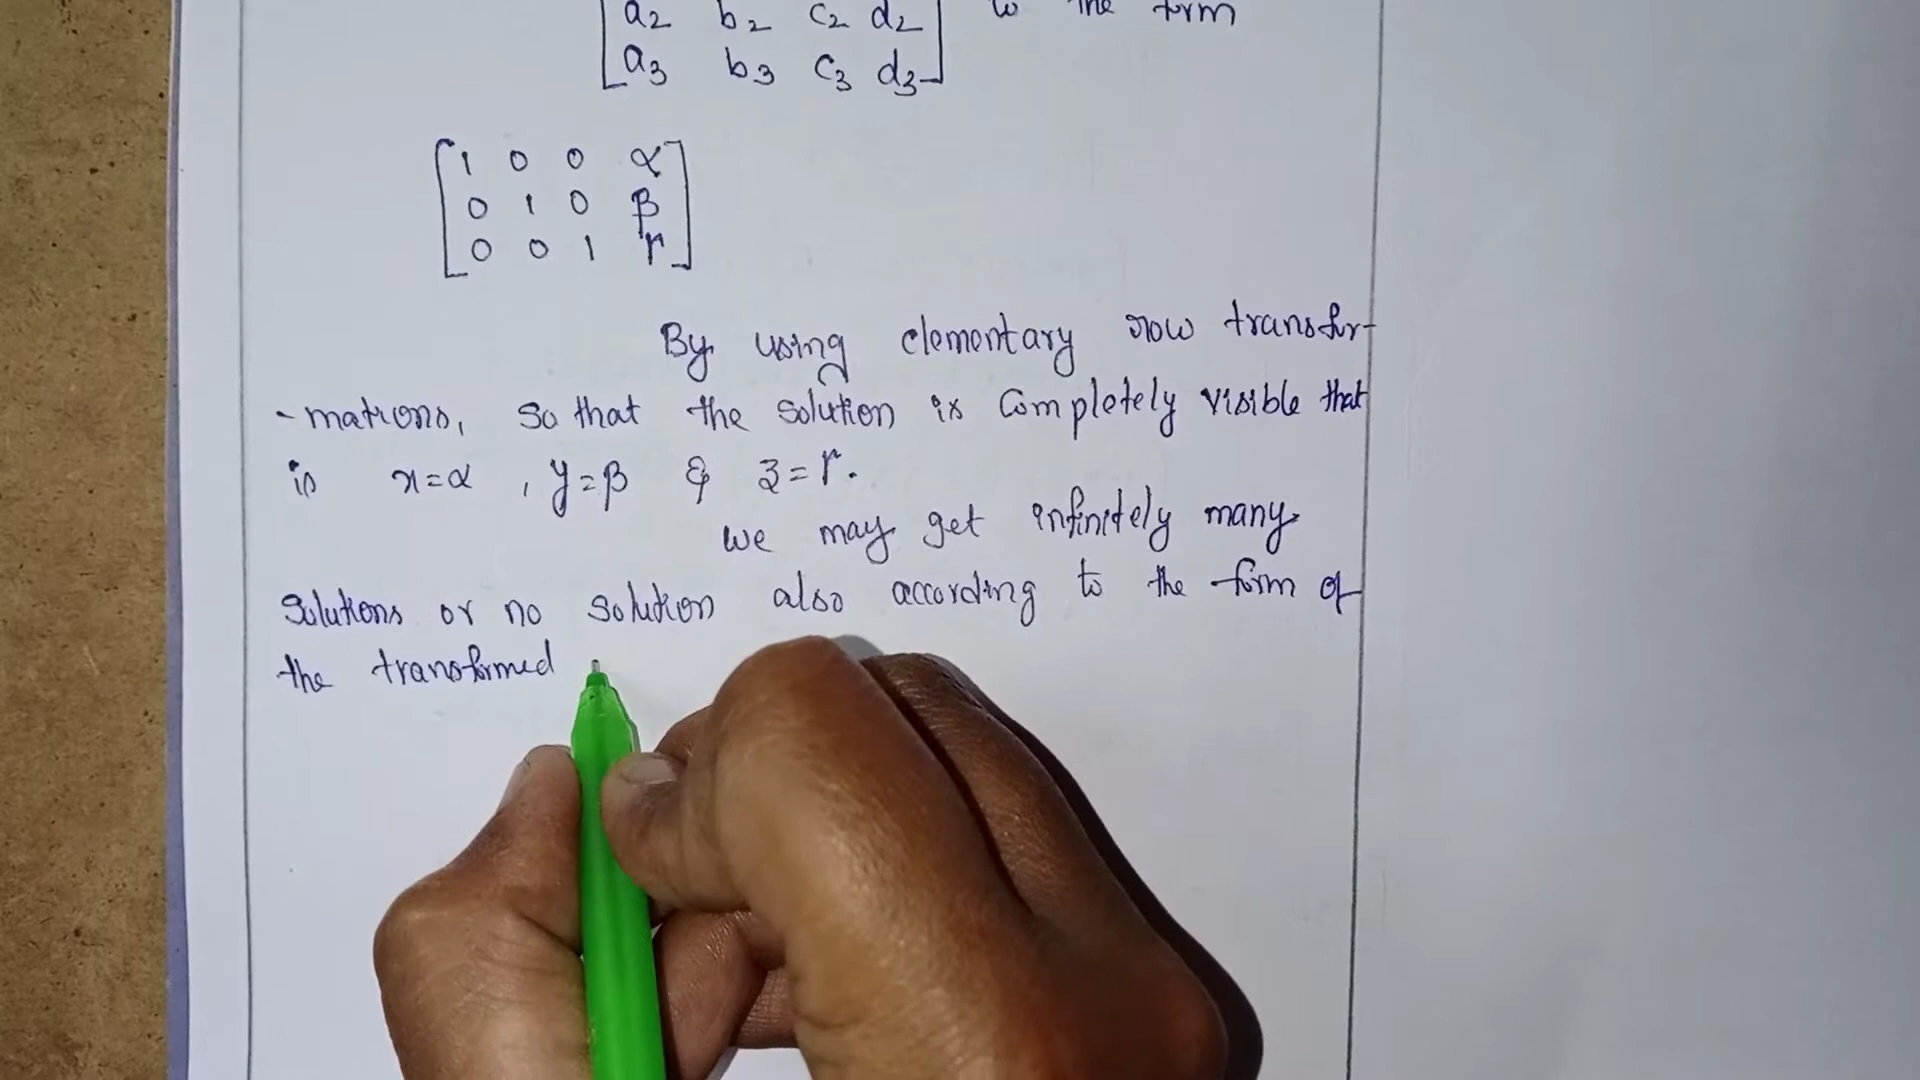 a2 b2 c2 d2 to the form
a3 b3 c3 d3
1 0 0 α
0 1 0 β
0 0 1 r
By using elementary row transfor-
-mations, so that the solution is completely visible that
is x=α , y=β & z=r.
we may get infinitely many
solutions or no solution also according to the form of
the transformed